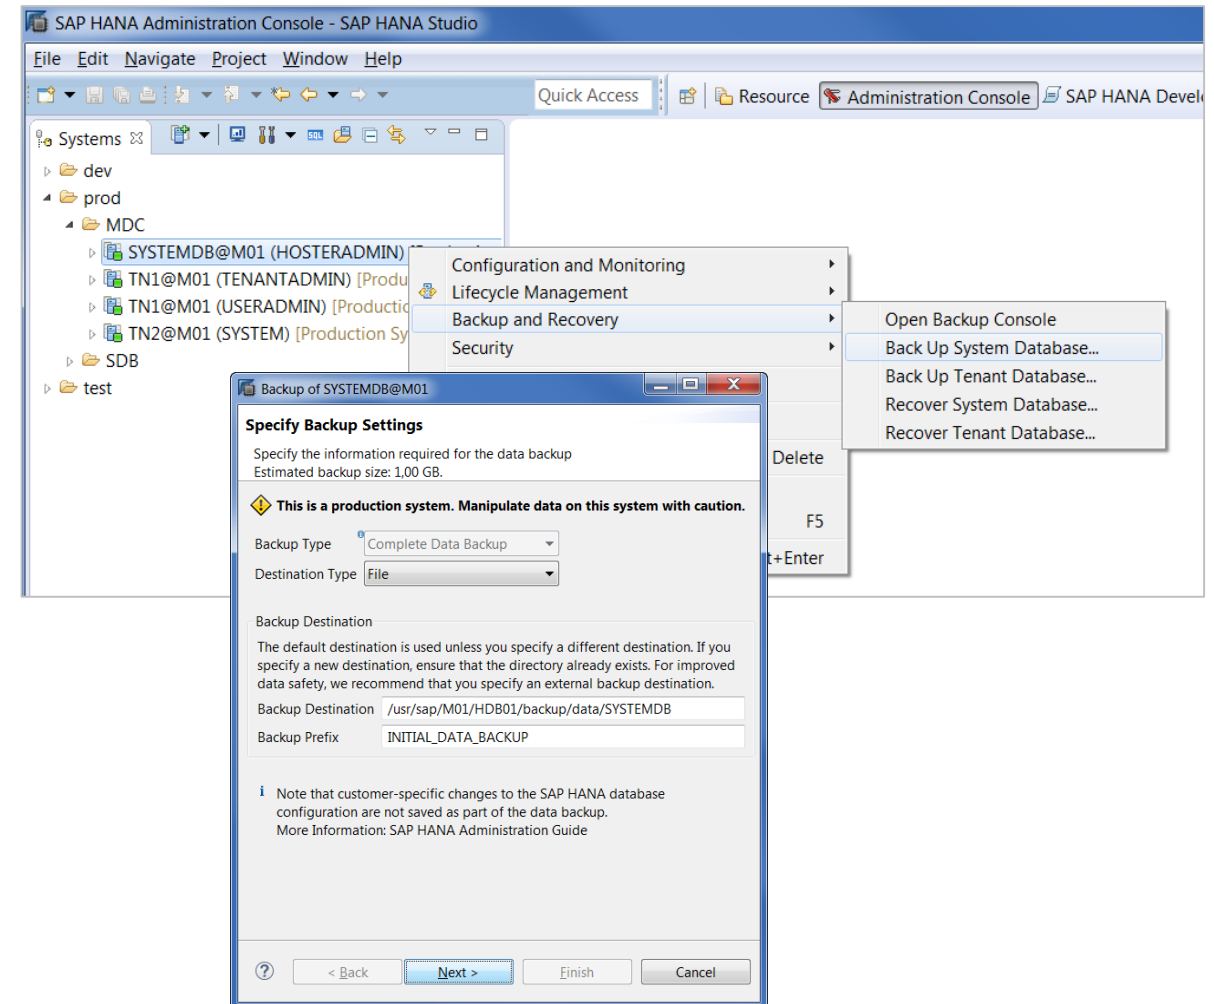 SAP HANA Administration Console - SAP HANA Studio
File Edit Navigate Project Window Help
Quick Access
Resource
Administration Console
SAP HANA Devel
Systems
SQL
dev
prod
MDC
SYSTEMDB@M01 (HOSTERADMIN)
TN1@M01 (TENANTADMIN) [Produ
TN1@M01 (USERADMIN) [Productio
TN2@M01 (SYSTEM) [Production Sy
SDB
test
Configuration and Monitoring
Lifecycle Management
Backup and Recovery
Security
Delete
F5
t+Enter
Open Backup Console
Back Up System Database...
Back Up Tenant Database...
Recover System Database...
Recover Tenant Database...
Backup of SYSTEMDB@M01
Specify Backup Settings
Specify the information required for the data backup
Estimated backup size: 1,00 GB.
This is a production system. Manipulate data on this system with caution.
Backup Type Complete Data Backup
Destination Type File
Backup Destination
The default destination is used unless you specify a different destination. If you
specify a new destination, ensure that the directory already exists. For improved
data safety, we recommend that you specify an external backup destination.
Backup Destination /usr/sap/M01/HDB01/backup/data/SYSTEMDB
Backup Prefix INITIAL_DATA_BACKUP
Note that customer-specific changes to the SAP HANA database
configuration are not saved as part of the data backup.
More Information: SAP HANA Administration Guide
< Back Next > Finish Cancel